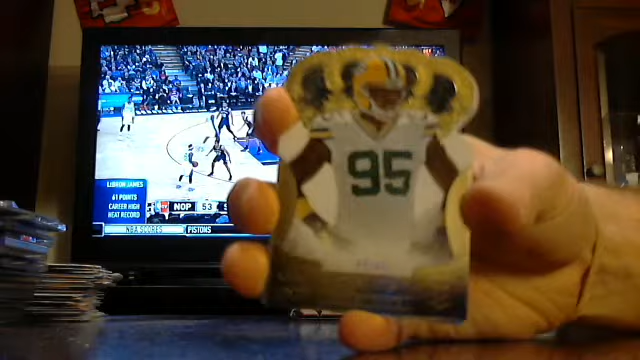 95
LEBRON JAMES
61 POINTS
CAREER HIGH
HEAT RECORD
NOP 53
NBA SCORES PISTONS